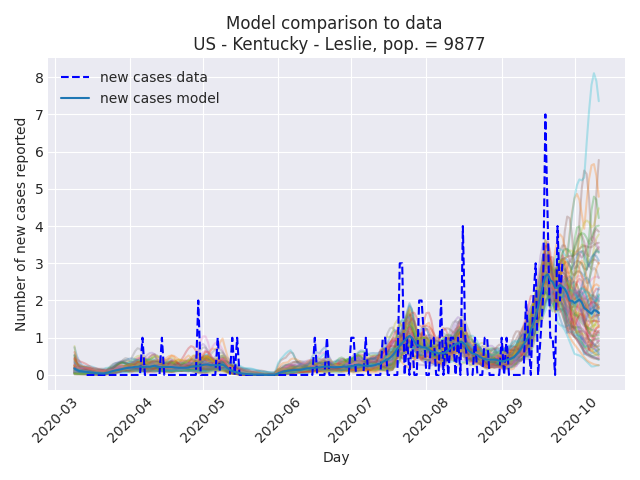 Model comparison to data
US - Kentucky - Leslie, pop. = 9877
new cases data
new cases model
Number of new cases reported
8
7
6
5
4
3
2
1
0
2020-03
2020-04
2020-05
2020-06
2020-07
2020-08
2020-09
2020-10
Day